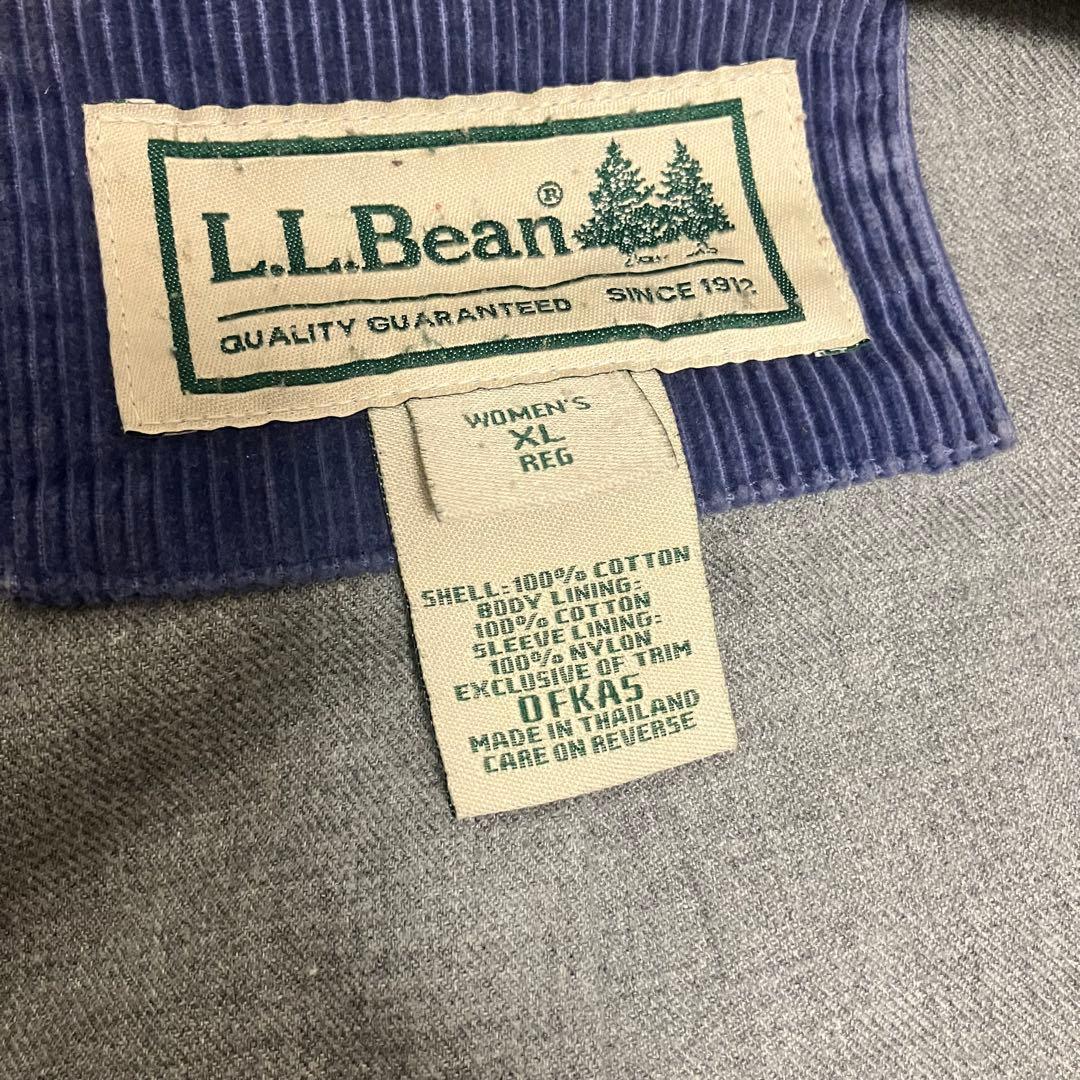 L.L.Bean®
QUALITY GUARANTEED SINCE 1912
WOMEN'S
XL
REG
SHELL:100% COTTON
BODY LINING:
100% COTTON
SLEEVE LINING:
100% NYLON
EXCLUSIVE OF TRIM
0FKA5
MADE IN THAILAND
CARE ON REVERSE